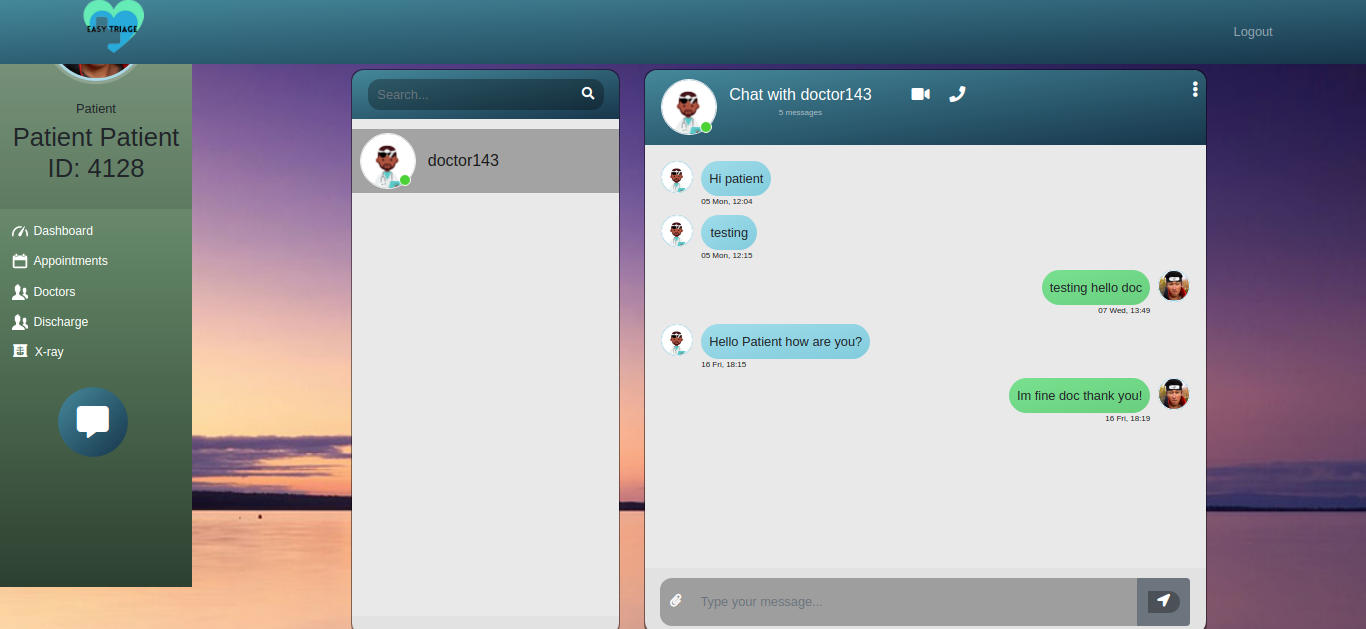 EASY TRIAGE
Logout
Patient
Patient Patient
ID: 4128
Dashboard
Appointments
Doctors
Discharge
X-ray
Search...
doctor143
Chat with doctor143
5 messages
Hi patient
05 Mon, 12:04
testing
05 Mon, 12:15
testing hello doc
07 Wed, 13:49
Hello Patient how are you?
16 Fri, 18:15
Im fine doc thank you!
16 Fri, 18:19
Type your message...